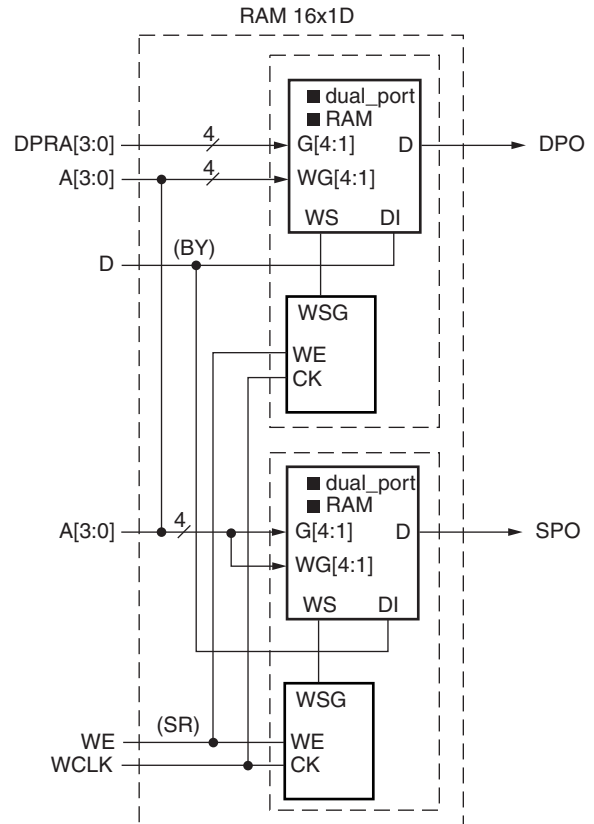 RAM 16x1D
dual_port
RAM
DPRA[3:0]
4
G[4:1]
D
DPO
A[3:0]
4
WG[4:1]
WS
DI
D
(BY)
WSG
WE
CK
dual_port
RAM
A[3:0]
4
G[4:1]
D
SPO
WG[4:1]
WS
DI
WSG
WE
(SR)
WE
WCLK
CK